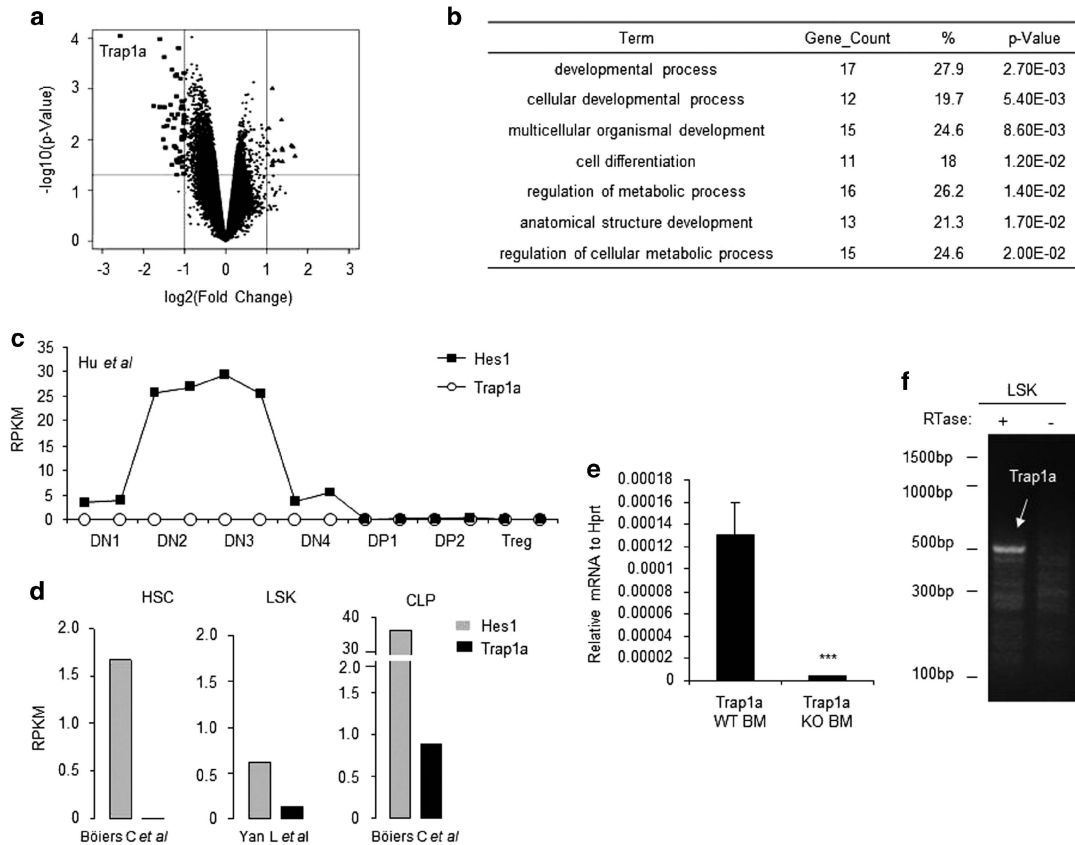 a
Trap1a
4
3
2
1
0
-log10(p-Value)
-3 -2 -1 0 1 2 3
log2(Fold Change)
b
Term Gene_Count % p-Value
developmental process 17 27.9 2.70E-03
cellular developmental process 12 19.7 5.40E-03
multicellular organismal development 15 24.6 8.60E-03
cell differentiation 11 18 1.20E-02
regulation of metabolic process 16 26.2 1.40E-02
anatomical structure development 13 21.3 1.70E-02
regulation of cellular metabolic process 15 24.6 2.00E-02
c
Hu et al
Hes1
Trap1a
35
30
25
20
15
10
5
0
RPKM
DN1 DN2 DN3 DN4 DP1 DP2 Treg
d
HSC LSK CLP
Hes1
Trap1a
RPKM
2.0
1.5
1.0
0.5
0
Böiers C et al
2.0
1.5
1.0
0.5
0
Yan L et al
40
30
2.0
1.5
1.0
0.5
0
Böiers C et al
e
Relative mRNA to Hprt
0.00018
0.00016
0.00014
0.00012
0.0001
0.00008
0.00006
0.00004
0.00002
0
***
Trap1a Trap1a
WT BM KO BM
f
LSK
RTase: + -
1500bp
1000bp
500bp
300bp
100bp
Trap1a